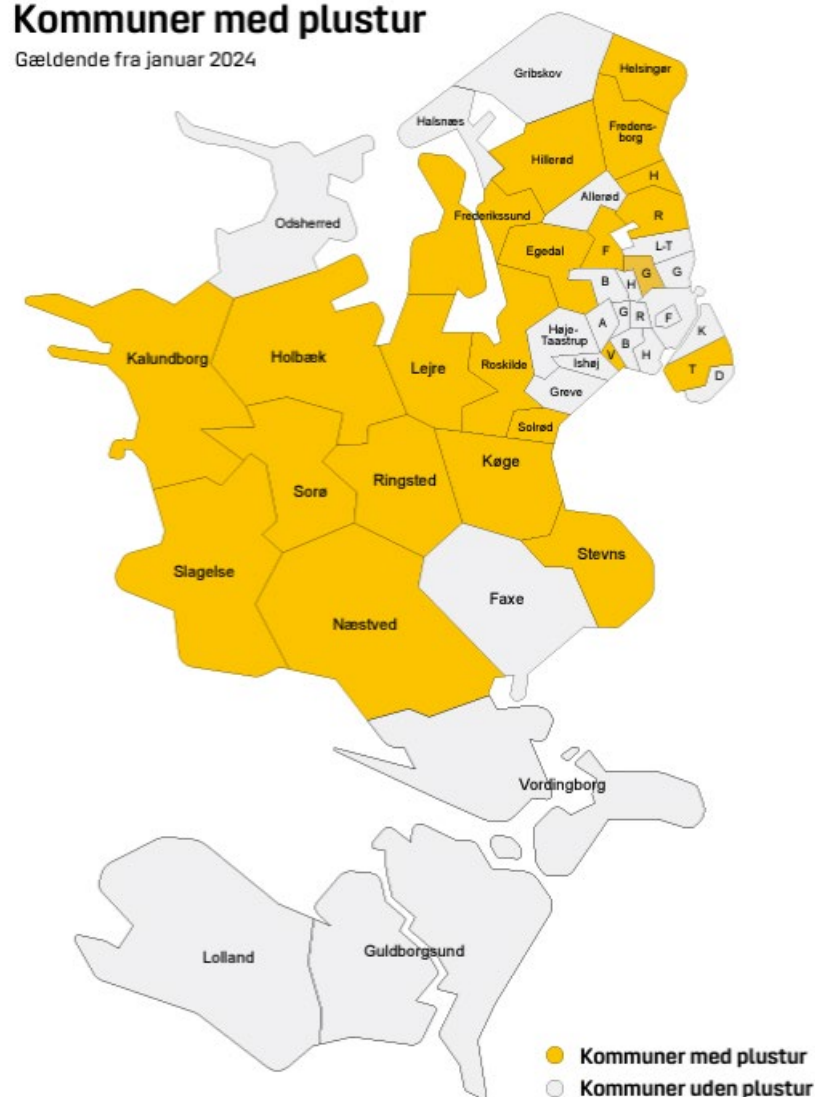 Kommuner med plustur
Gældende fra januar 2024
Gribskov
Helsingør
Halsnæs
Fredens-
borg
Hillerød
H
Allerød
Frederikssund
R
Odsherred
L-T
Egedal
F
G
G
B
H
Kalundborg
Holbæk
Lejre
Roskilde
Høje-
Taastrup
A
G
R
F
K
B
V
H
Ishøj
T
D
Greve
Solrød
Køge
Sorø
Ringsted
Stevns
Slagelse
Faxe
Næstved
Vordingborg
Lolland
Guldborgsund
Kommuner med plustur
Kommuner uden plustur